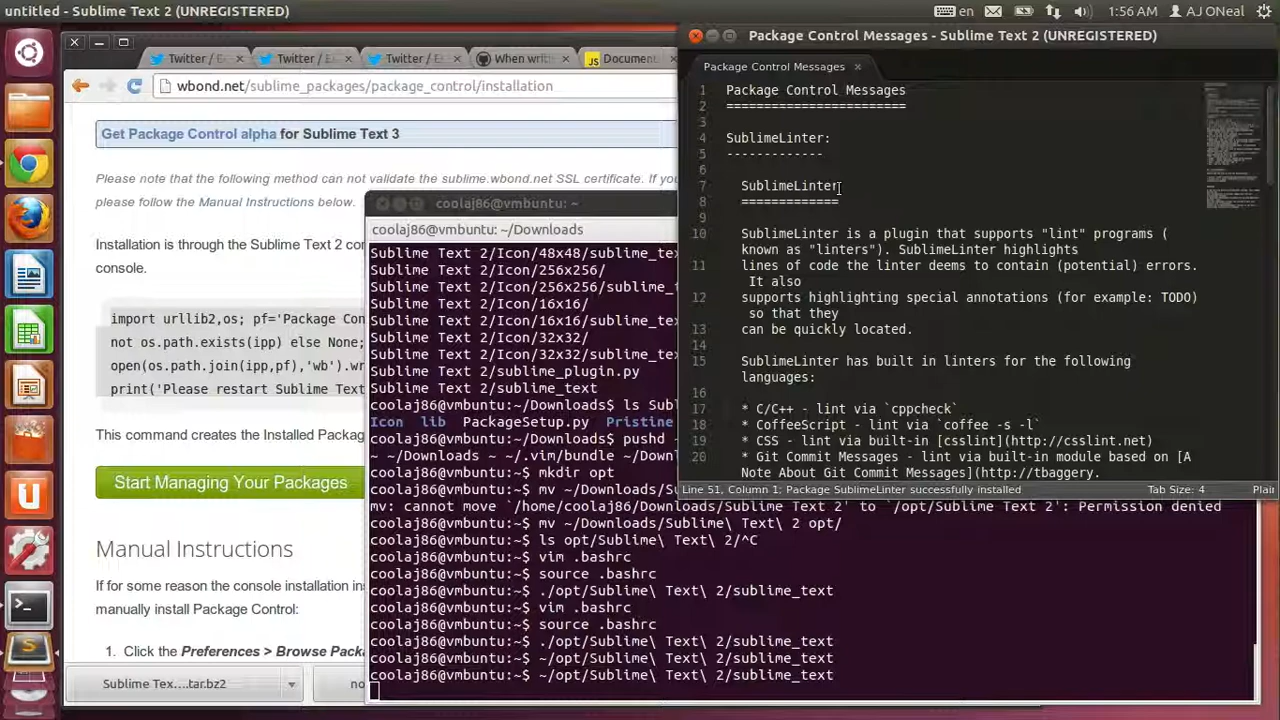 untitled - Sublime Text 2 (UNREGISTERED)
en
1:56 AM
AJ ONeal
Twitter / E
Twitter / E
Twitter / E
When writi
JS Document
wbond.net/sublime_packages/package_control/installation
Get Package Control alpha for Sublime Text 3
Please note that the following method can not validate the sublime.wbond.net SSL certificate. If you
please follow the Manual Instructions below.
Installation is through the Sublime Text 2 con
console.
import urllib2,os; pf='Package Con
not os.path.exists(ipp) else None;
open(os.path.join(ipp,pf),'wb').wr
print('Please restart Sublime Text
This command creates the Installed Packag
Start Managing Your Packages
Manual Instructions
If for some reason the console installation ins
manually install Package Control:
1. Click the Preferences > Browse Pack
Sublime Tex....tar.bz2
no
coolaj86@vmbuntu: ~
coolaj86@vmbuntu: ~/Downloads
Sublime Text 2/Icon/48x48/sublime_tex
Sublime Text 2/Icon/256x256/
Sublime Text 2/Icon/256x256/sublime_t
Sublime Text 2/Icon/16x16/
Sublime Text 2/Icon/16x16/sublime_tex
Sublime Text 2/Icon/32x32/
Sublime Text 2/Icon/32x32/sublime_tex
Sublime Text 2/sublime_plugin.py
Sublime Text 2/sublime_text
coolaj86@vmbuntu:~/Downloads$ ls Subl
Icon lib PackageSetup.py Pristine
coolaj86@vmbuntu:~/Downloads$ pushd ~
~ ~/Downloads ~ ~/.vim/bundle ~/Down
coolaj86@vmbuntu:~$ mkdir opt
coolaj86@vmbuntu:~$ mv ~/Downloads/Su
mv: cannot move `/home/coolaj86/Downloads/Sublime Text 2' to `/opt/Sublime Text 2': Permission denied
coolaj86@vmbuntu:~$ mv ~/Downloads/Sublime\ Text\ 2 opt/
coolaj86@vmbuntu:~$ ls opt/Sublime\ Text\ 2/^C
coolaj86@vmbuntu:~$ vim .bashrc
coolaj86@vmbuntu:~$ source .bashrc
coolaj86@vmbuntu:~$ ./opt/Sublime\ Text\ 2/sublime_text
coolaj86@vmbuntu:~$ vim .bashrc
coolaj86@vmbuntu:~$ source .bashrc
coolaj86@vmbuntu:~$ ./opt/Sublime\ Text\ 2/sublime_text
coolaj86@vmbuntu:~$ ~/opt/Sublime\ Text\ 2/sublime_text
coolaj86@vmbuntu:~$ ~/opt/Sublime\ Text\ 2/sublime_text
Package Control Messages - Sublime Text 2 (UNREGISTERED)
Package Control Messages
1 Package Control Messages
2 ========================
3
4 SublimeLinter:
5 ------------
6
7 SublimeLinter
8 =============
9
10 SublimeLinter is a plugin that supports "lint" programs (
known as "linters"). SublimeLinter highlights
11 lines of code the linter deems to contain (potential) errors.
It also
12 supports highlighting special annotations (for example: TODO)
so that they
13 can be quickly located.
14
15 SublimeLinter has built in linters for the following
languages:
16
17 * C/C++ - lint via `cppcheck`
18 * CoffeeScript - lint via `coffee -s -l`
19 * CSS - lint via built-in [csslint](http://csslint.net)
20 * Git Commit Messages - lint via built-in module based on [A
Note About Git Commit Messages](http://tbaggery.
Line 51, Column 1: Package SublimeLinter successfully installed
Tab Size: 4
Plain